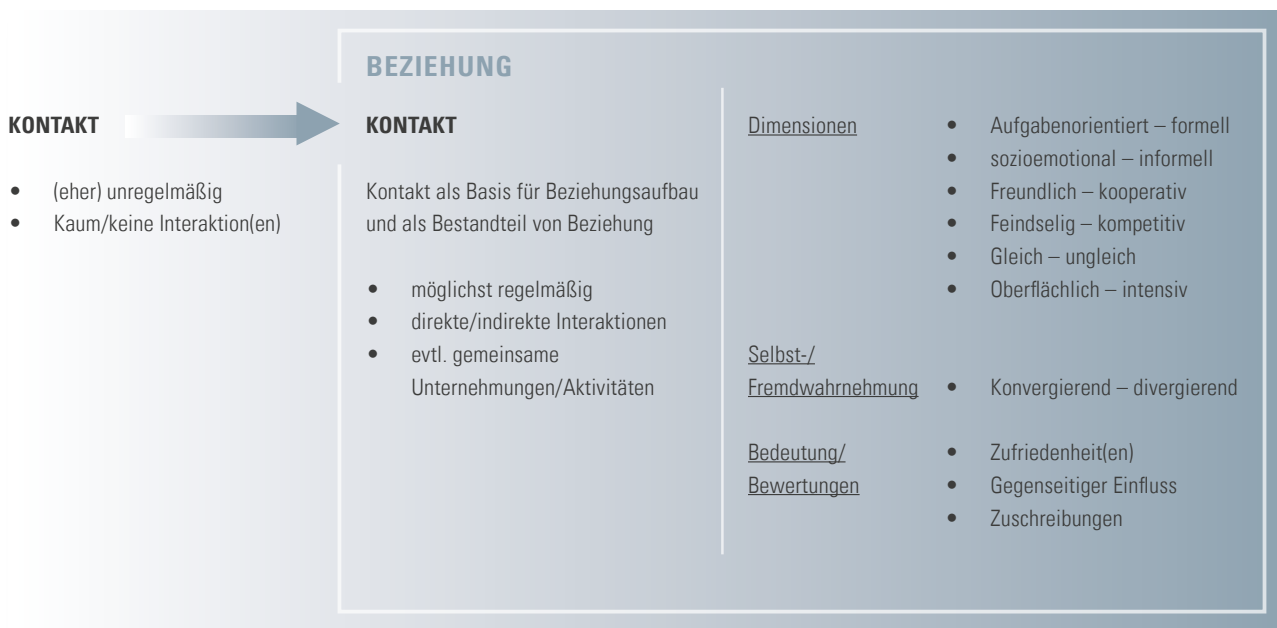 BEZIEHUNG
KONTAKT
• (eher) unregelmäßig
• Kaum/keine Interaktion(en)
KONTAKT
Kontakt als Basis für Beziehungsaufbau
und als Bestandteil von Beziehung
• möglichst regelmäßig
• direkte/indirekte Interaktionen
• evtl. gemeinsame
Unternehmungen/Aktivitäten
Dimensionen
• Aufgabenorientiert – formell
• sozioemotional – informell
• Freundlich – kooperativ
• Feindselig – kompetitiv
• Gleich – ungleich
• Oberflächlich – intensiv
Selbst-/
Fremdwahrnehmung
• Konvergierend – divergierend
Bedeutung/
Bewertungen
• Zufriedenheit(en)
• Gegenseitiger Einfluss
• Zuschreibungen